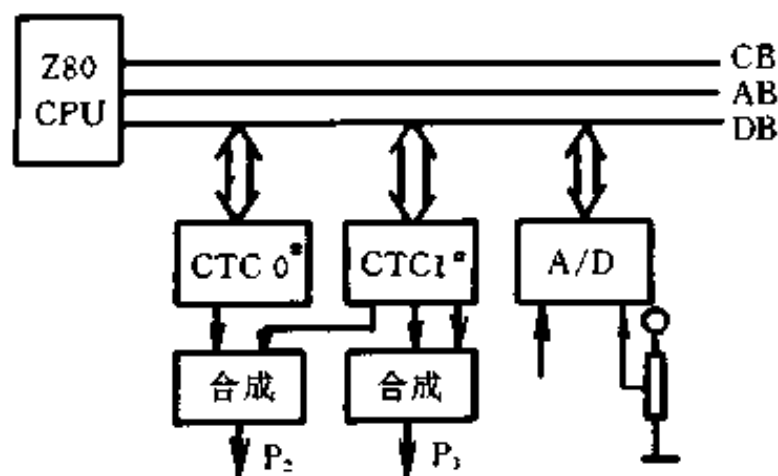 Z80
CPU
CB
AB
DB
CTC 0#
CTC1#
A/D
合成
合成
P₂
P₃